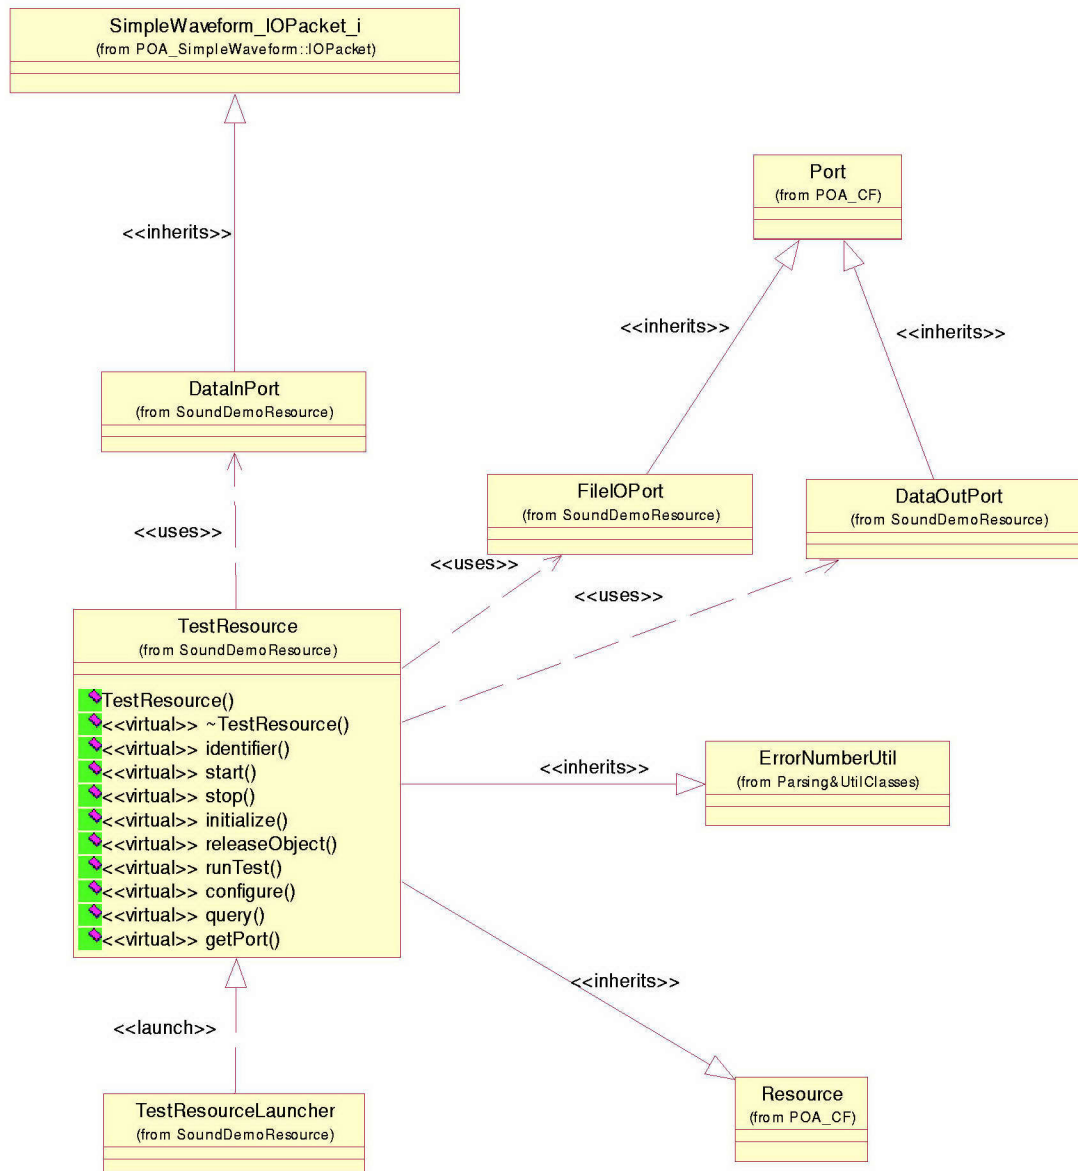 SimpleWaveform_IOPacket_i
(from POA_SimpleWaveform::IOPacket)
Port
(from POA_CF)
<<inherits>>
<<inherits>>
<<inherits>>
DataInPort
(from SoundDemoResource)
FileIOPort
(from SoundDemoResource)
DataOutPort
(from SoundDemoResource)
<<uses>>
<<uses>>
<<uses>>
TestResource
(from SoundDemoResource)
TestResource()
<<virtual>> ~TestResource()
<<virtual>> identifier()
<<virtual>> start()
<<virtual>> stop()
<<virtual>> initialize()
<<virtual>> releaseObject()
<<virtual>> runTest()
<<virtual>> configure()
<<virtual>> query()
<<virtual>> getPort()
<<inherits>>
ErrorNumberUtil
(from Parsing&UtilClasses)
<<inherits>>
<<launch>>
Resource
(from POA_CF)
TestResourceLauncher
(from SoundDemoResource)